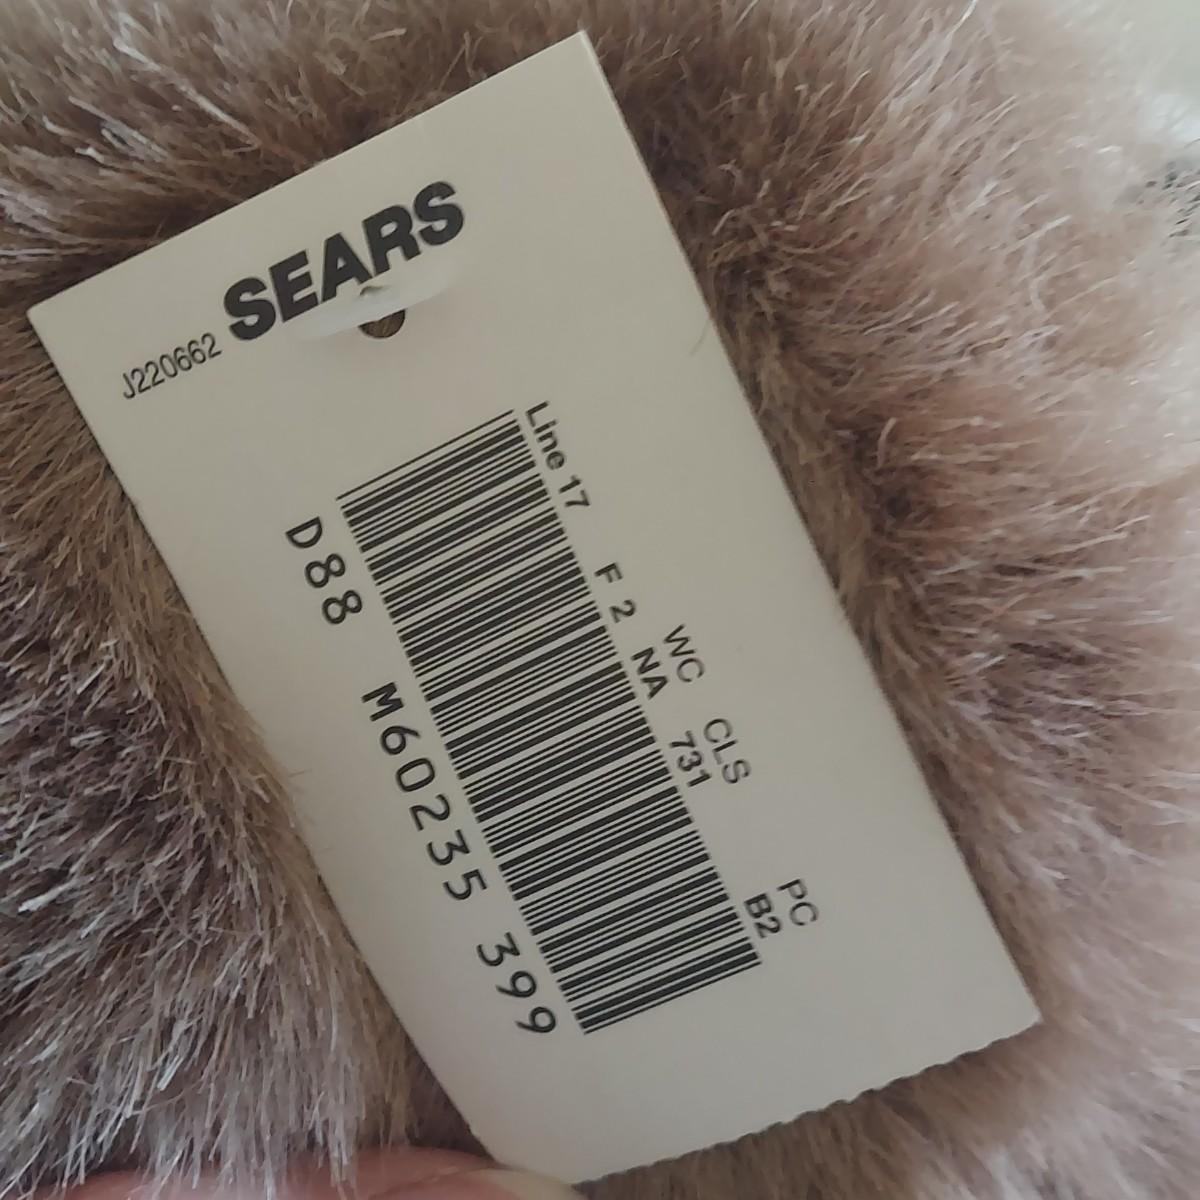 SEARS
J220662
WC CLS PC
Line 17 F 2 NA 731 B2
D88 M60235 399